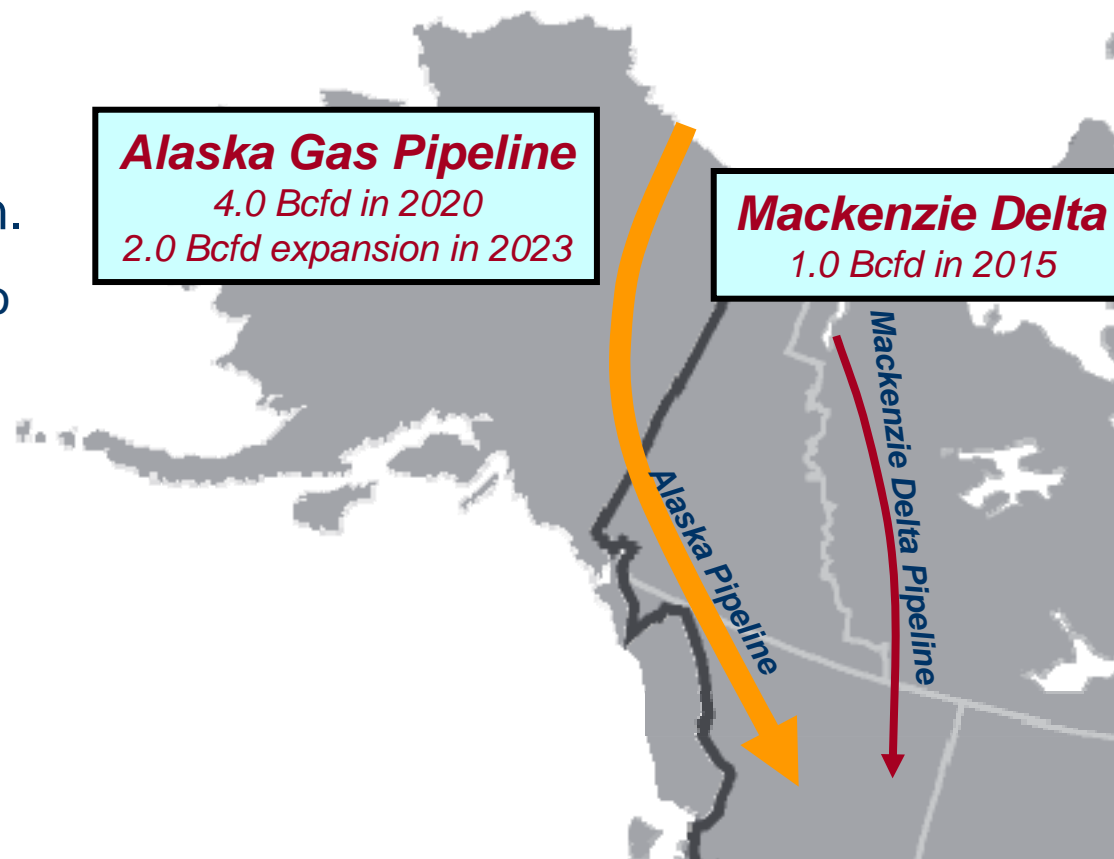 Alaska Gas Pipeline
4.0 Bcfd in 2020
2.0 Bcfd expansion in 2023
Mackenzie Delta
1.0 Bcfd in 2015
Alaska Pipeline
Mackenzie Delta Pipeline